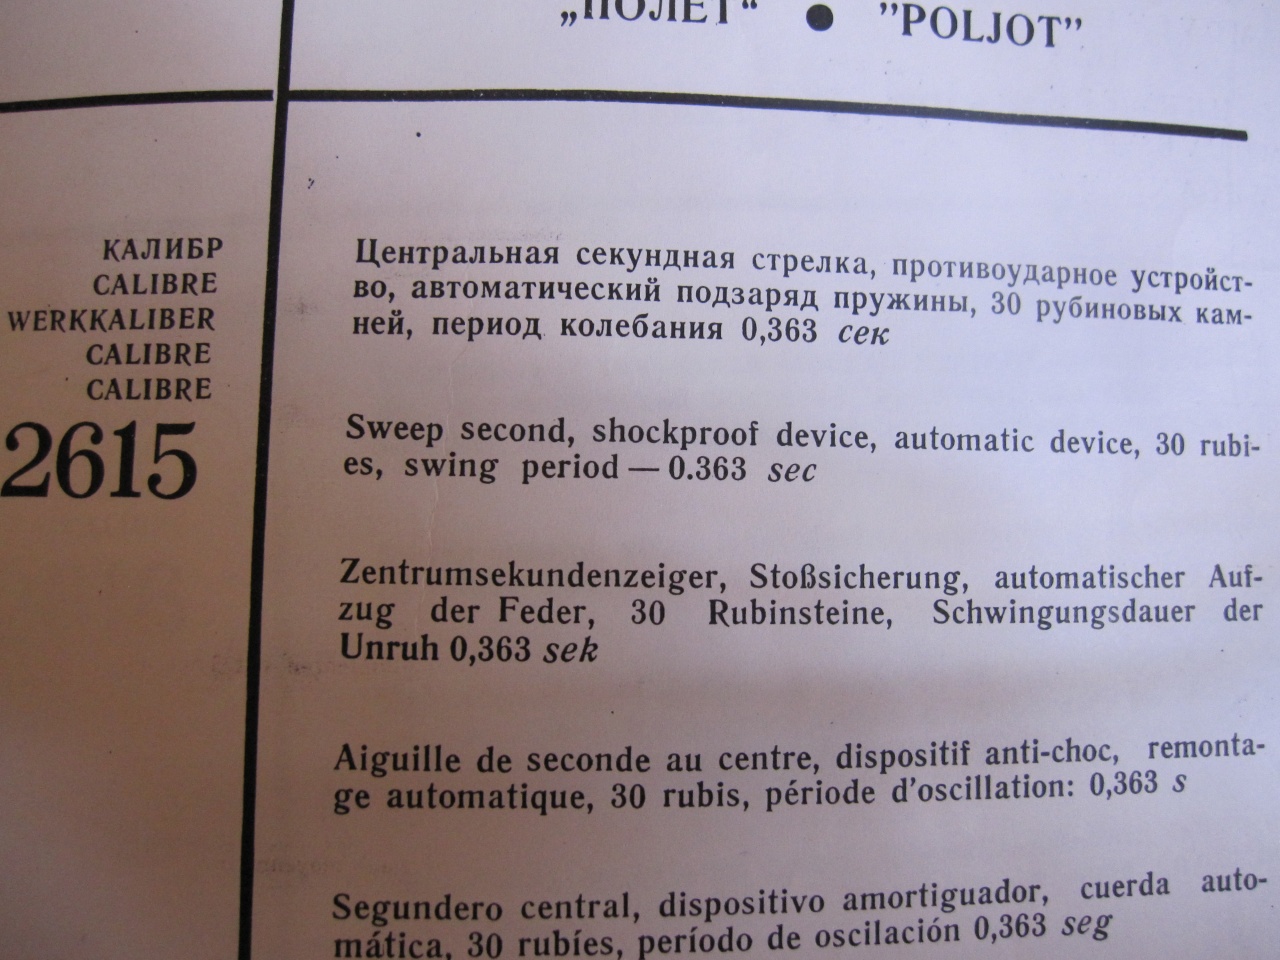 „ПОЛЕТ“ ● ”POLJOT”
КАЛИБР
CALIBRE
WERKKALIBER
CALIBRE
CALIBRE
2615
Центральная секундная стрелка, противоударное устройст-
во, автоматический подзаряд пружины, 30 рубиновых кам-
ней, период колебания 0,363 сек
Sweep second, shockproof device, automatic device, 30 rubi-
es, swing period — 0.363 sec
Zentrumsekundenzeiger, Stoßsicherung, automatischer Auf-
zug der Feder, 30 Rubinsteine, Schwingungsdauer der
Unruh 0,363 sek
Aiguille de seconde au centre, dispositif anti-choc, remonta-
ge automatique, 30 rubis, période d’oscillation: 0,363 s
Segundero central, dispositivo amortiguador, cuerda auto-
mática, 30 rubíes, período de oscilación 0,363 seg